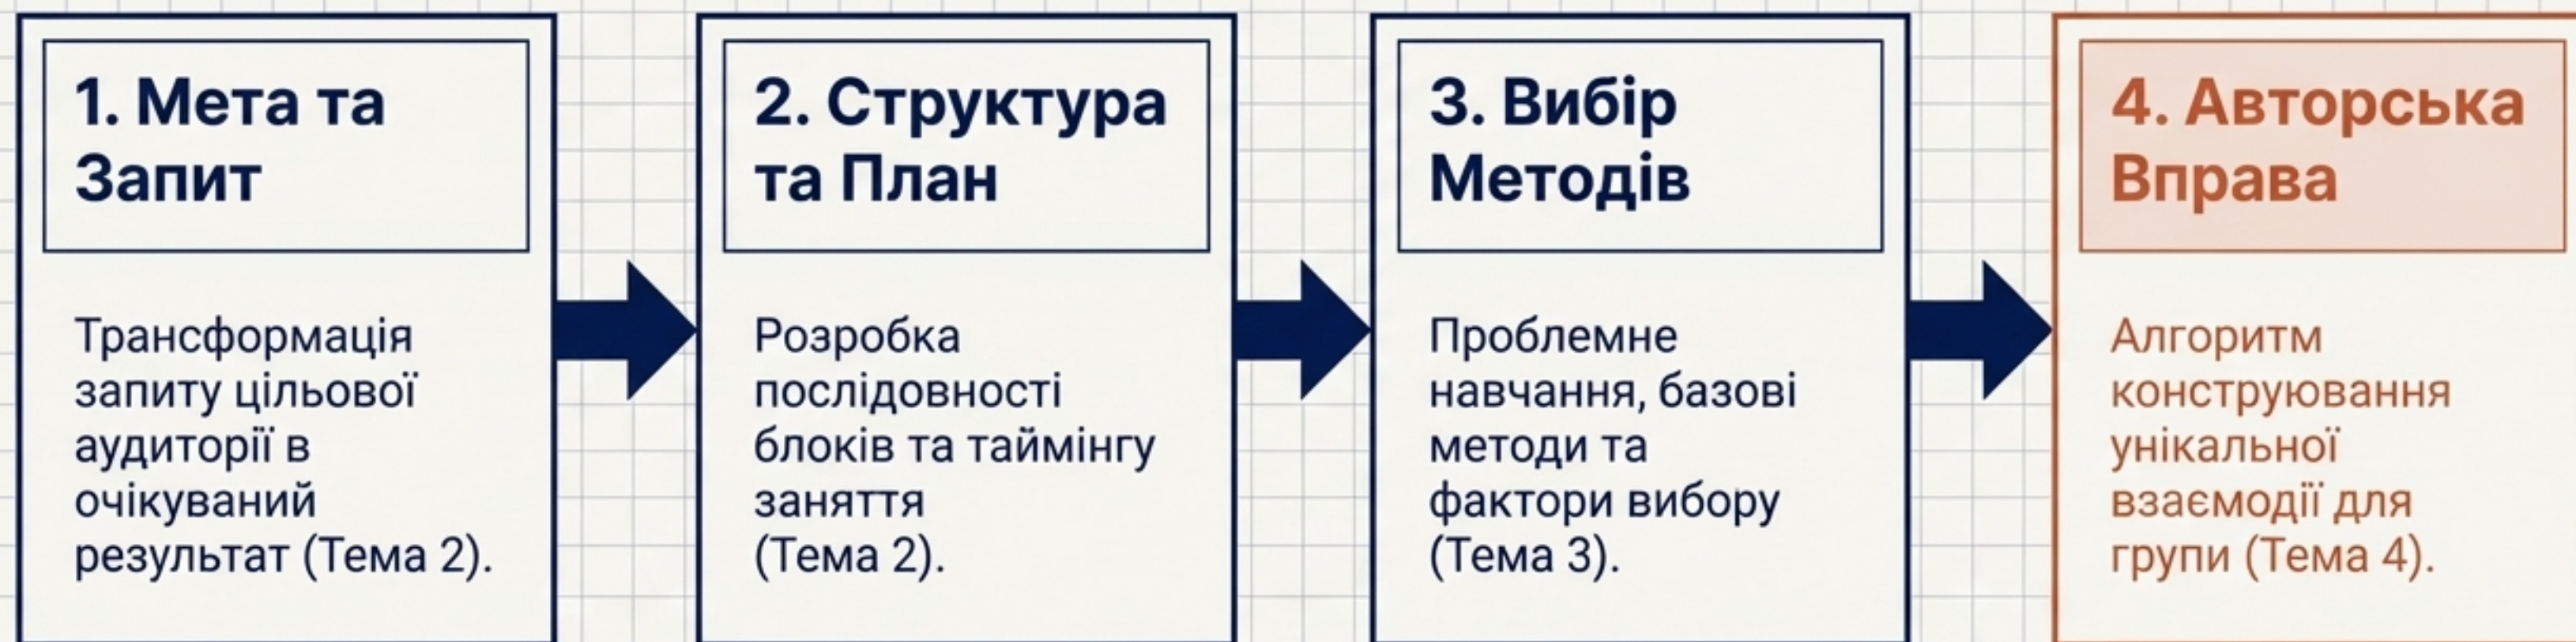 1. Мета та
Запит
Трансформація
запиту цільової
аудиторії в
очікуваний
результат (Тема 2).
2. Структура
та План
Розробка
послідовності
блоків та таймінгу
заняття
(Тема 2).
3. Вибір
Методів
Проблемне
навчання, базові
методи та
фактори вибору
(Тема 3).
4. Авторська
Вправа
Алгоритм
конструювання
унікальної
взаємодії для
групи (Тема 4).